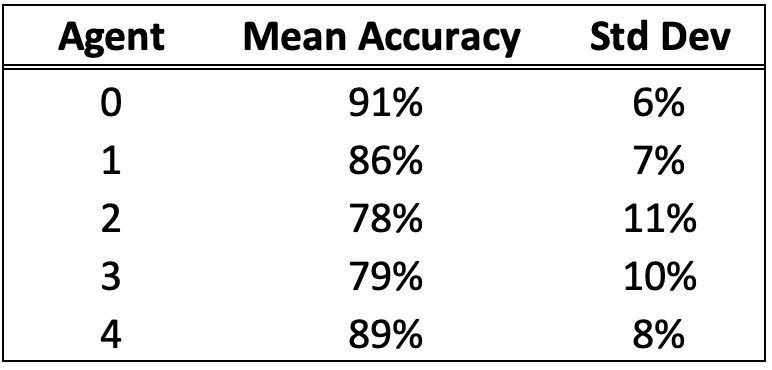 Agent Mean Accuracy Std Dev
0 91% 6%
1 86% 7%
2 78% 11%
3 79% 10%
4 89% 8%